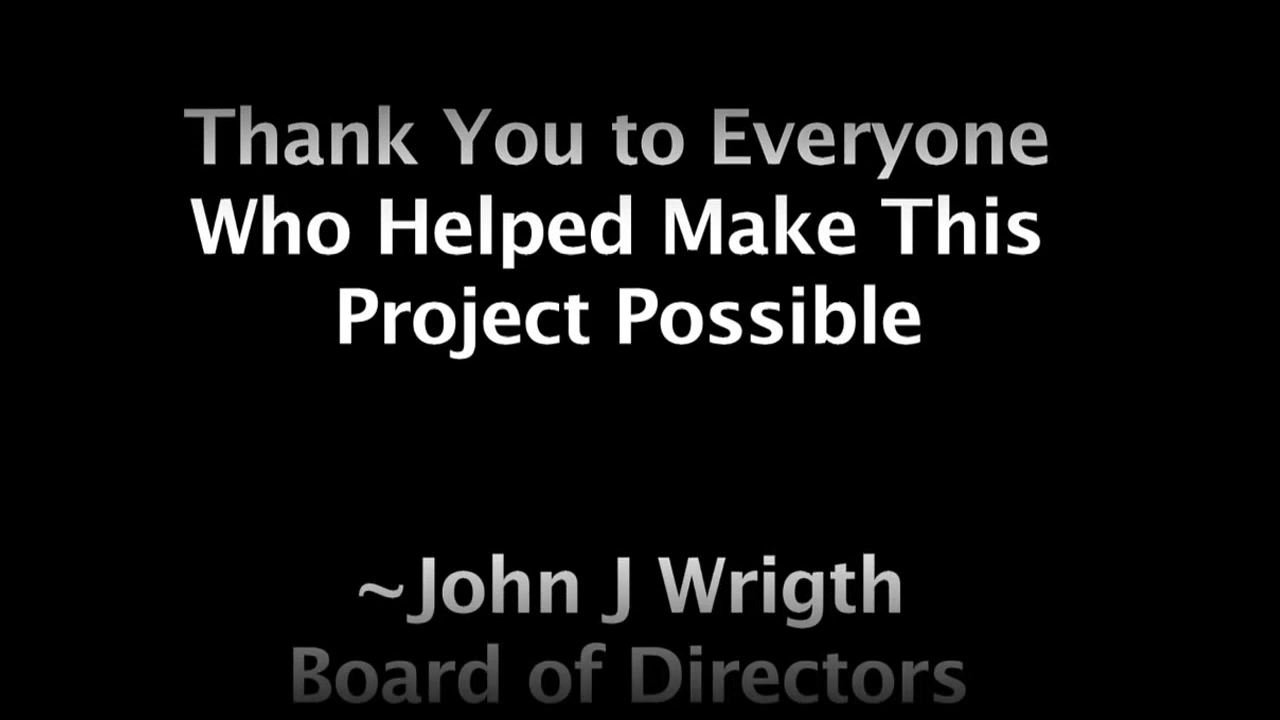 Thank You to Everyone
Who Helped Make This
Project Possible
~John J Wrigth
Board of Directors